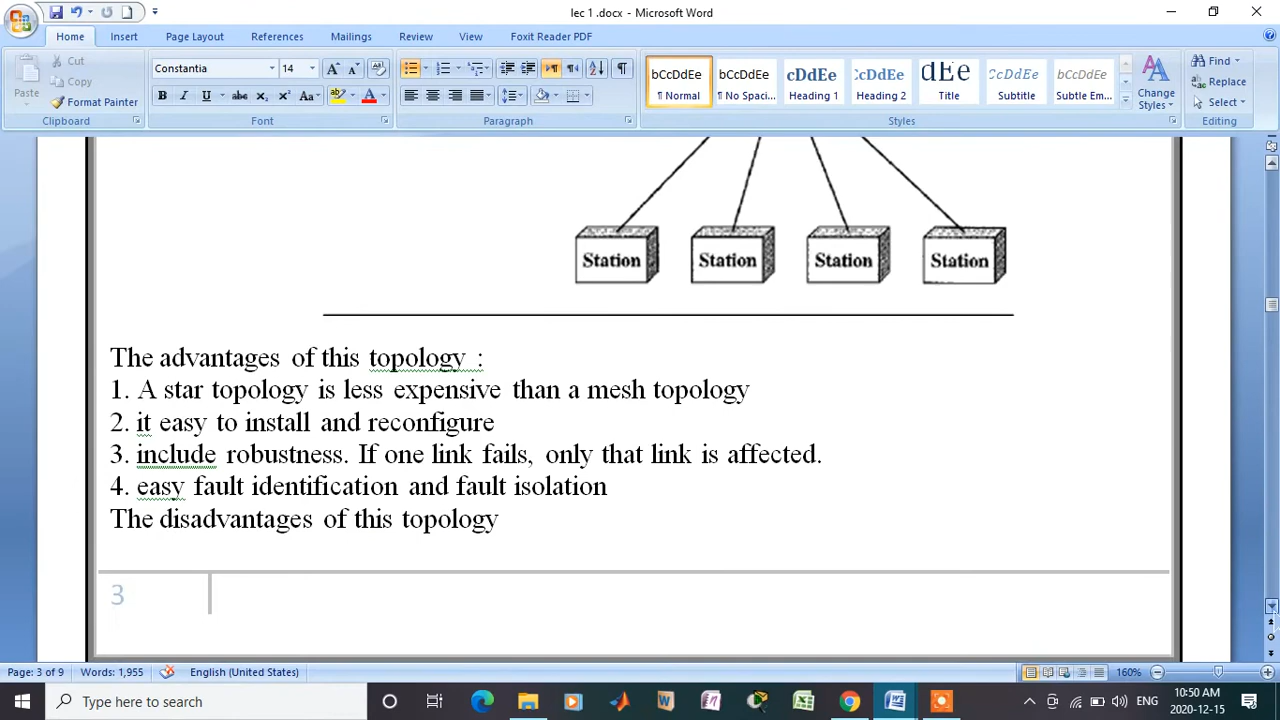 lec 1 .docx - Microsoft Word
Home Insert Page Layout References Mailings Review View Foxit Reader PDF
Paste
Cut
Copy
Format Painter
Clipboard
Constantia 14
Font
Paragraph
bCcDdEe bCcDdEe cDdEe CcDdEe dEe CcDdEe bCcDdEe
¶ Normal ¶ No Spaci... Heading 1 Heading 2 Title Subtitle Subtle Em...
Change Styles
Styles
Find
Replace
Select
Editing
Station Station Station Station
The advantages of this topology :
1. A star topology is less expensive than a mesh topology
2. it easy to install and reconfigure
3. include robustness. If one link fails, only that link is affected.
4. easy fault identification and fault isolation
The disadvantages of this topology
3
Page: 3 of 9 Words: 1,955 English (United States) 160%
Type here to search
ENG
10:50 AM
2020-12-15